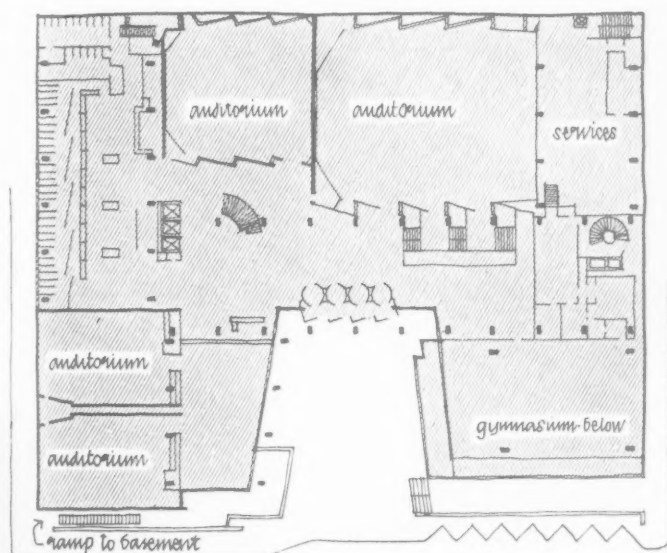 auditorium
auditorium
services
auditorium
gymnasium-below
auditorium
ramp to basement